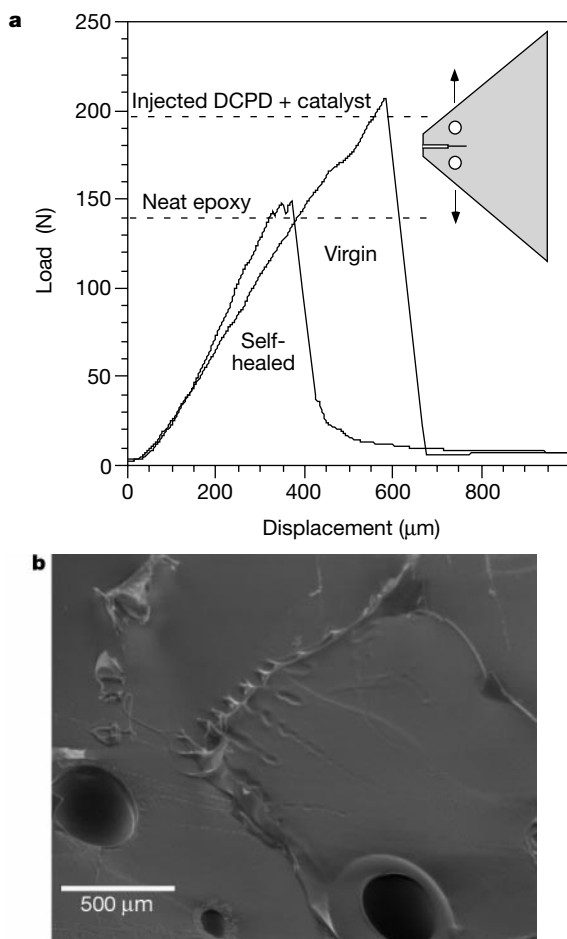 a
250
Injected DCPD + catalyst
200
150
Neat epoxy
Load (N)
Virgin
100
Self-
healed
50
0
0
200
400
600
800
Displacement (μm)
b
500 μm